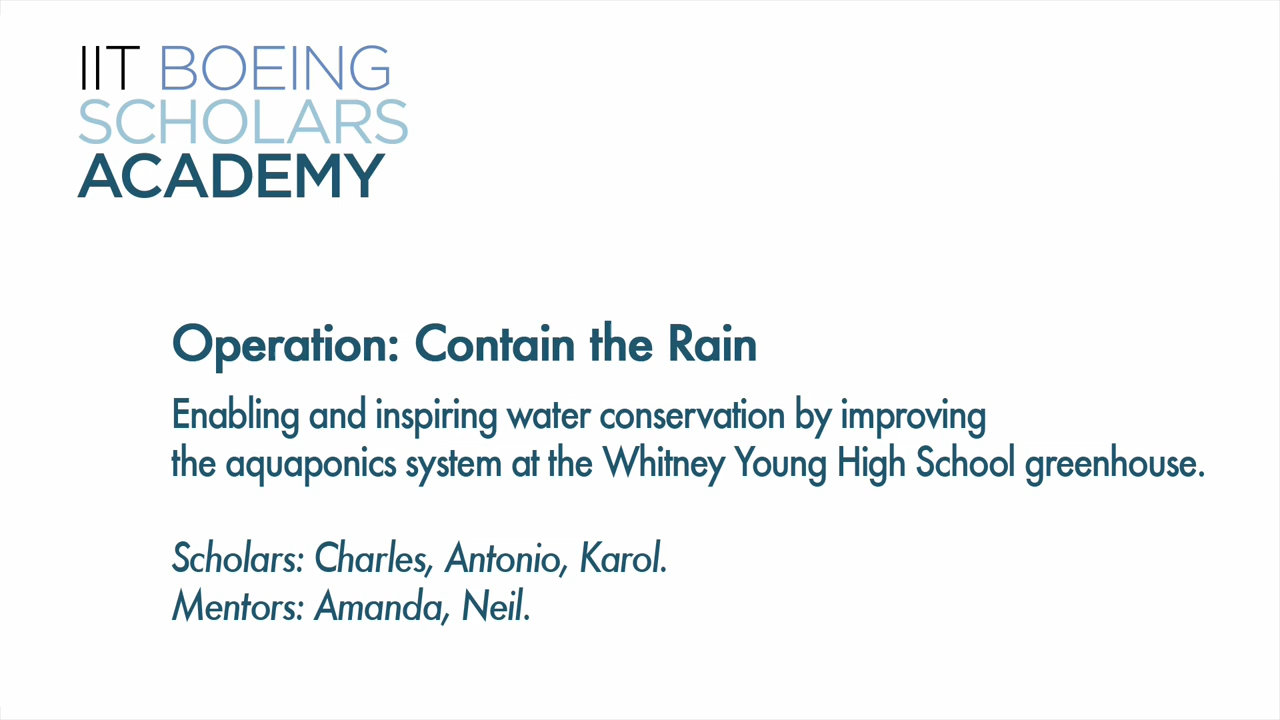 IIT BOEING
SCHOLARS
ACADEMY
Operation: Contain the Rain
Enabling and inspiring water conservation by improving
the aquaponics system at the Whitney Young High School greenhouse.
Scholars: Charles, Antonio, Karol.
Mentors: Amanda, Neil.